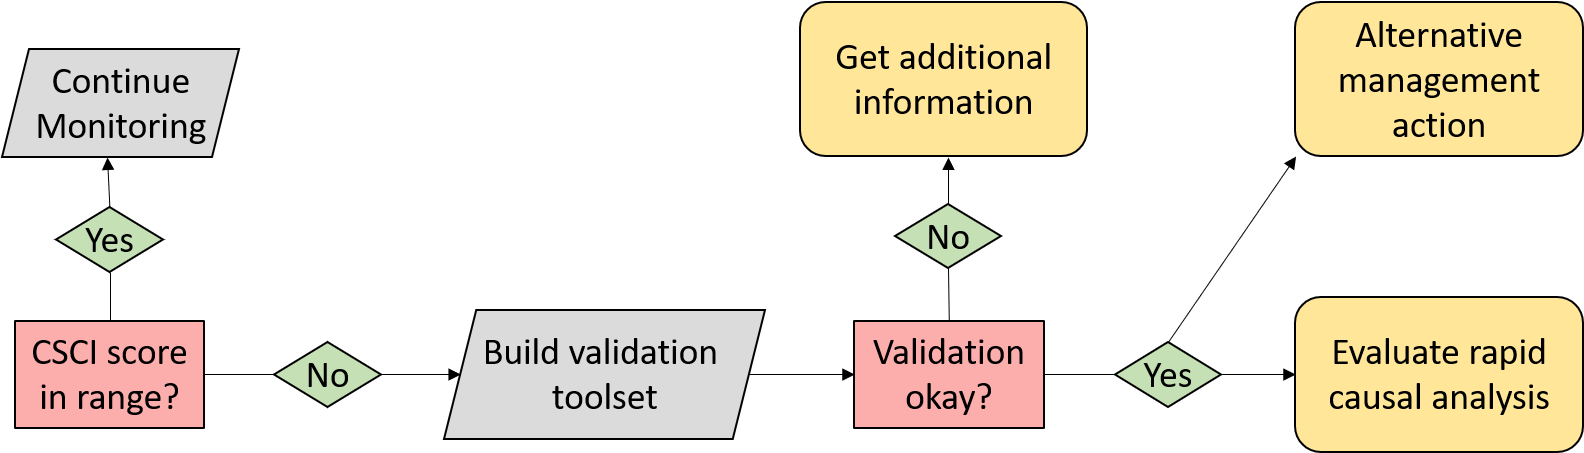 Continue
Monitoring
Yes
CSCI score
in range?
No
Build validation
toolset
Validation
okay?
No
Get additional
information
Yes
Alternative
management
action
Evaluate rapid
causal analysis